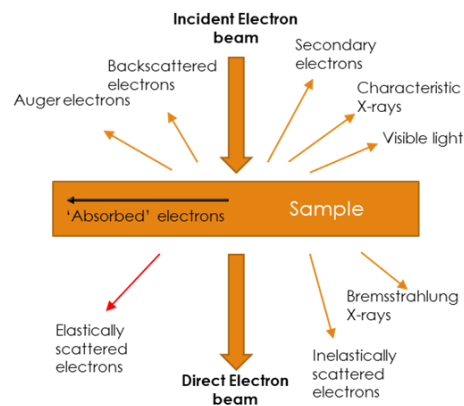 Incident Electron
beam
Secondary
electrons
Backscattered
electrons
Characteristic
X-rays
Auger electrons
Visible light
'Absorbed' electrons
Sample
Elastically
scattered
electrons
Direct Electron
beam
Inelastically
scattered
electrons
Bremsstrahlung
X-rays